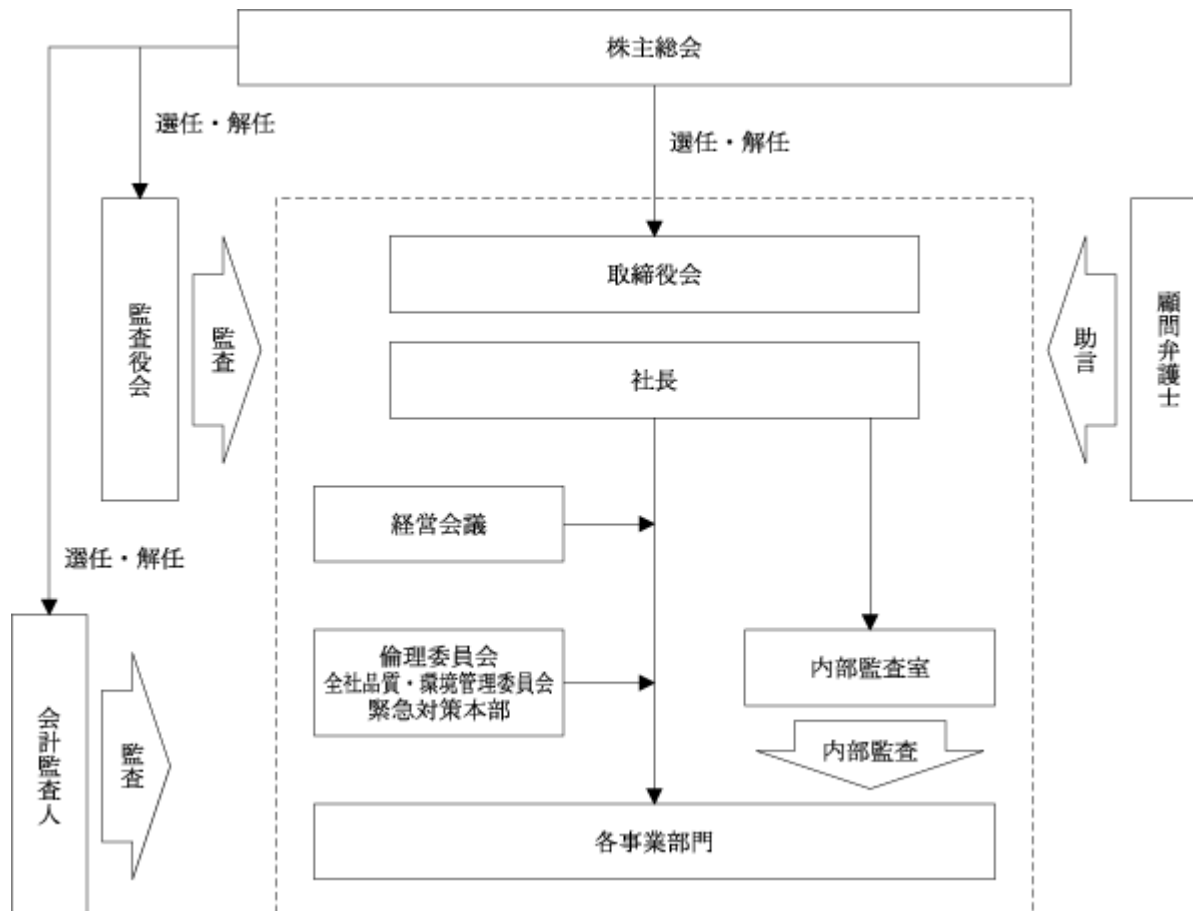 株主総会
選任・解任
選任・解任
取締役会
監査役会
監査
助言
顧問弁護士
社長
経営会議
選任・解任
倫理委員会
全社品質・環境管理委員会
緊急対策本部
内部監査室
会計監査人
監査
内部監査
各事業部門